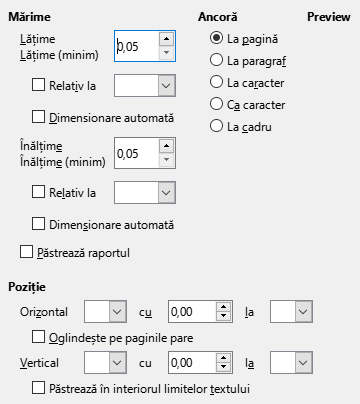 Mărime
Ancoră
Preview
Lățime
Lățime (minim)
0,05
Relativ la
Dimensionare automată
La pagină
La paragraf
La caracter
Ca caracter
La cadru
Înălțime
Înălțime (minim)
0,05
Relativ la
Dimensionare automată
Păstrează raportul
Poziție
Orizontal cu 0,00 la
Oglindește pe paginile pare
Vertical cu 0,00 la
Păstrează în interiorul limitelor textului